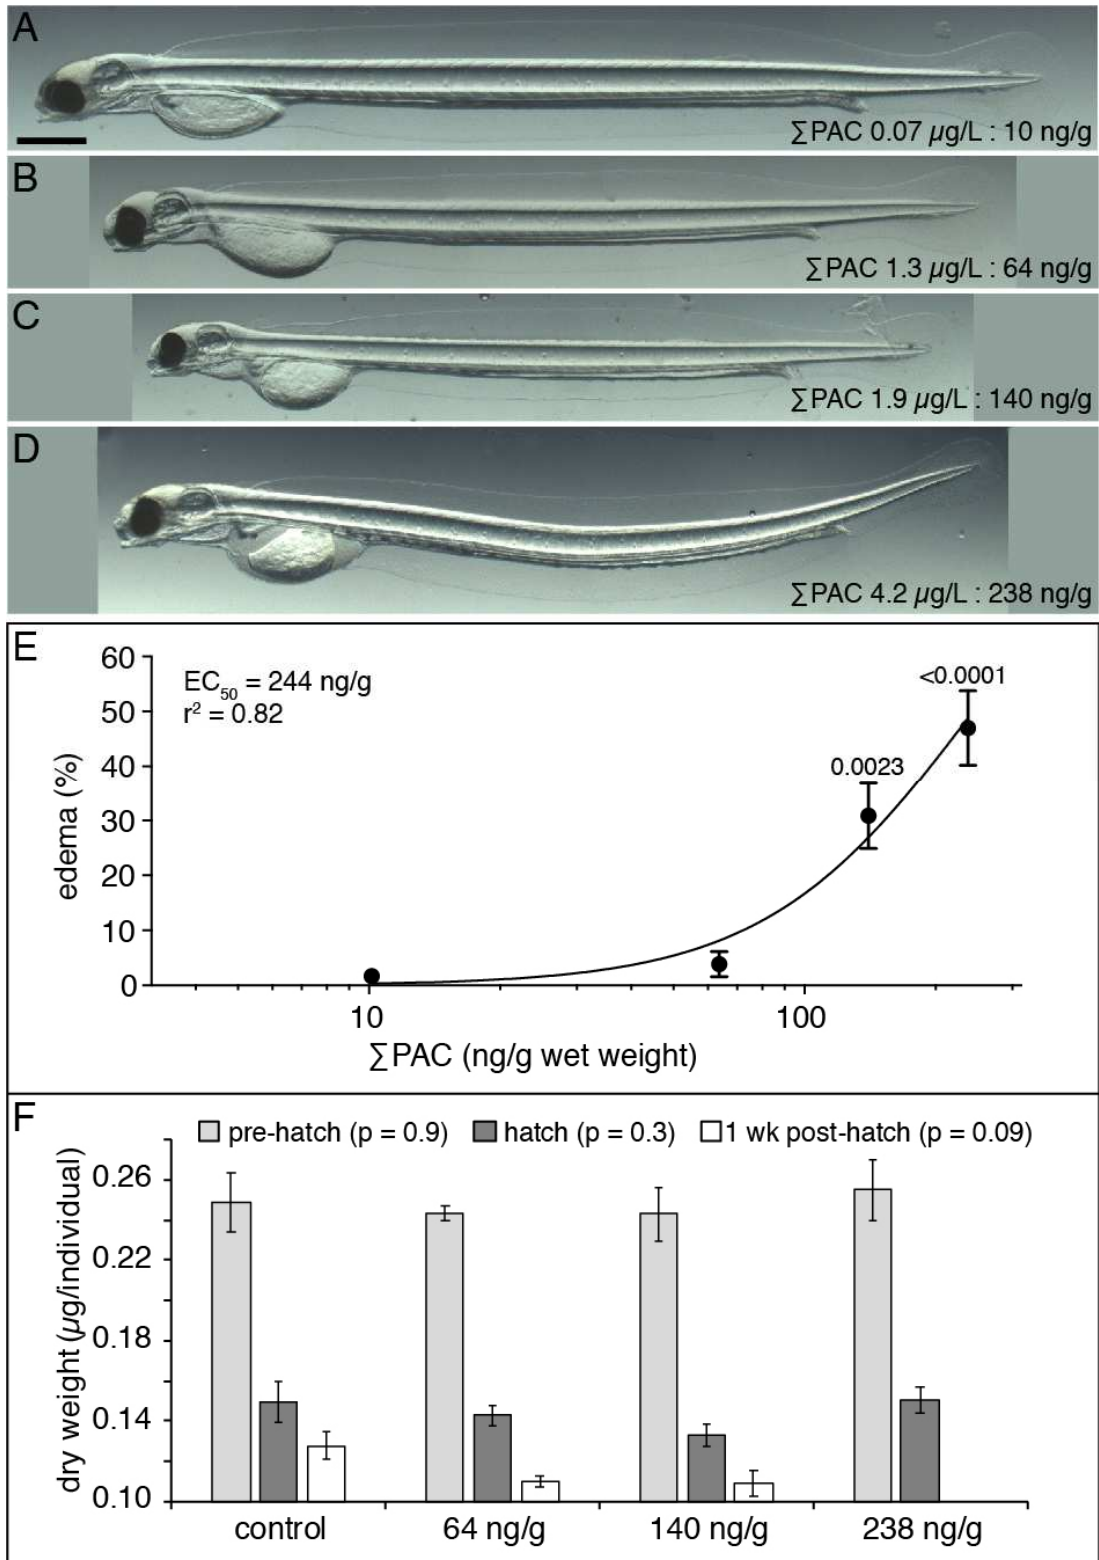 A
∑PAC 0.07 µg/L : 10 ng/g
B
∑PAC 1.3 µg/L : 64 ng/g
C
∑PAC 1.9 µg/L : 140 ng/g
D
∑PAC 4.2 µg/L : 238 ng/g
E
60
50
40
30
20
10
0
edema (%)
EC50 = 244 ng/g
r² = 0.82
0.0023
<0.0001
10
100
∑PAC (ng/g wet weight)
F
pre-hatch (p = 0.9)
hatch (p = 0.3)
1 wk post-hatch (p = 0.09)
0.26
0.22
0.18
0.14
0.10
dry weight (µg/individual)
control
64 ng/g
140 ng/g
238 ng/g